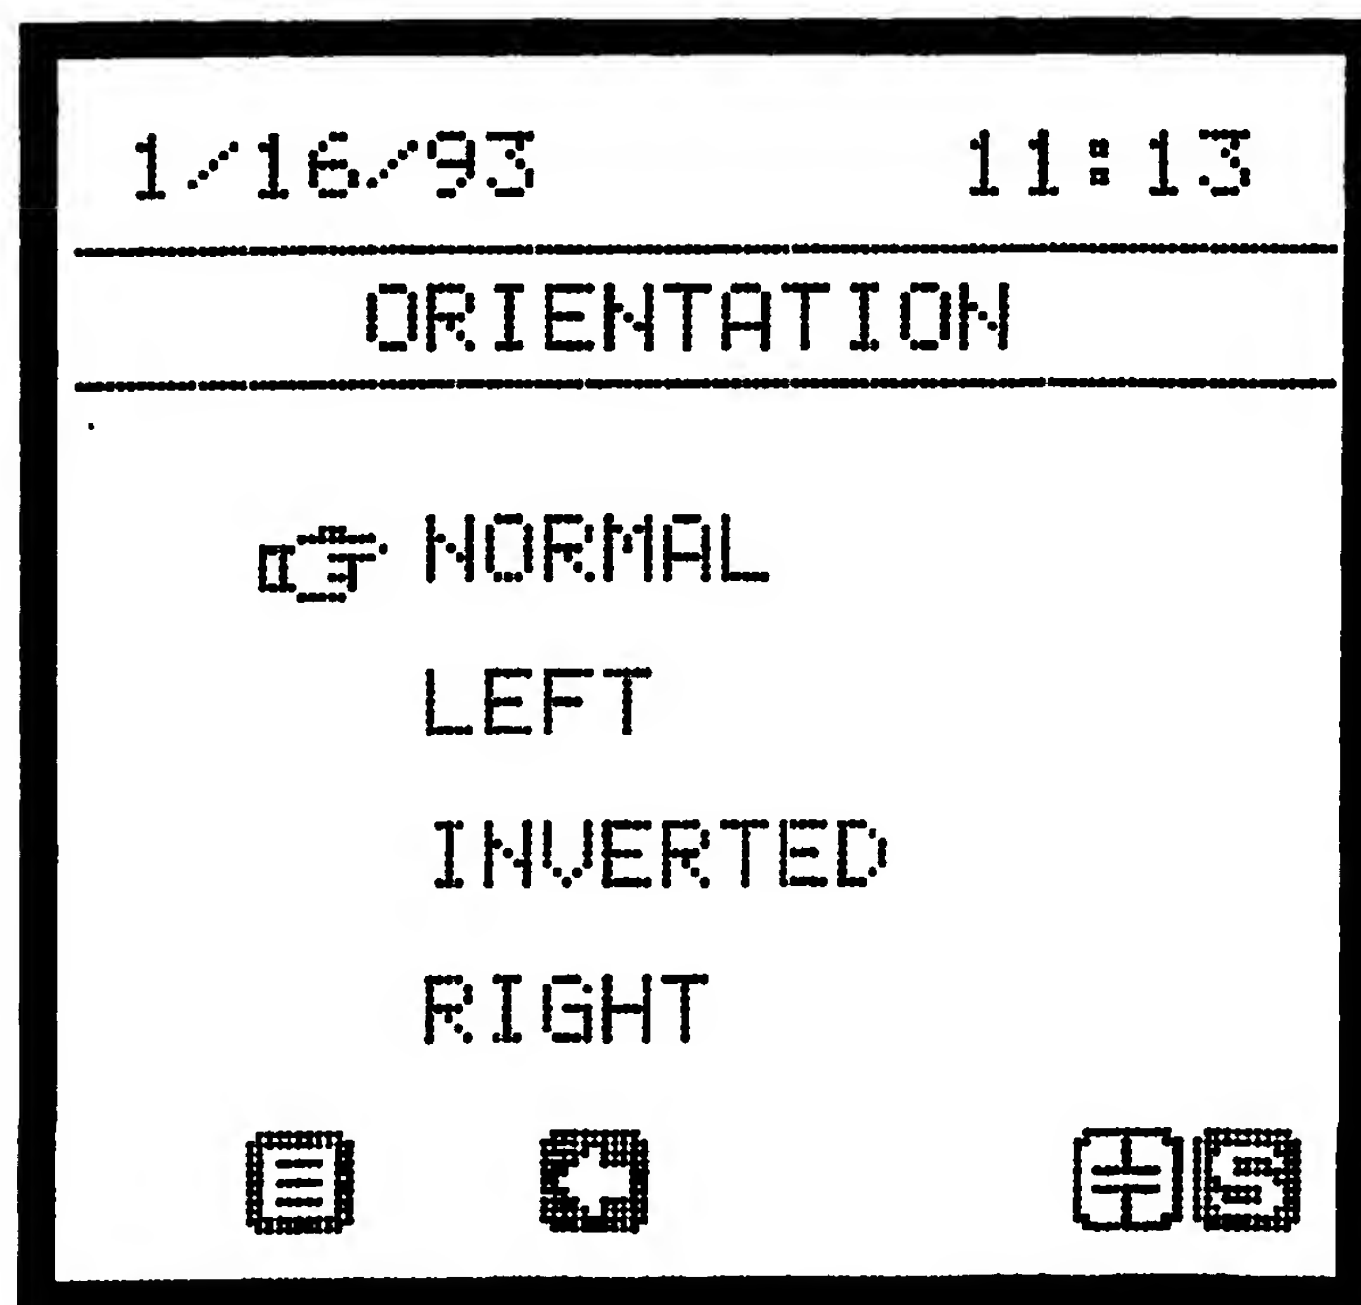 1/16/93 11:13
ORIENTATION
NORMAL
LEFT
INVERTED
RIGHT
S